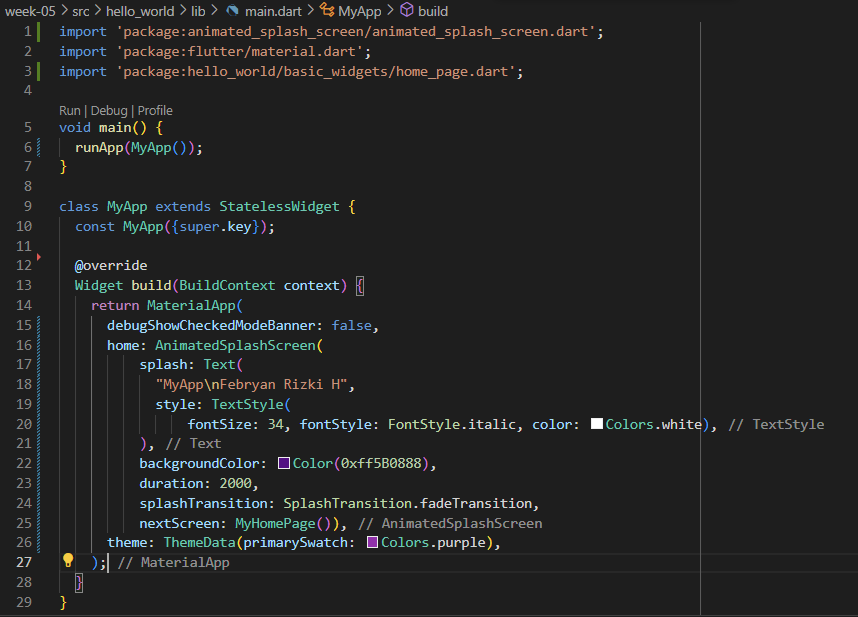 week-05 > src > hello_world > lib > main.dart > MyApp > build
1 import 'package:animated_splash_screen/animated_splash_screen.dart';
2 import 'package:flutter/material.dart';
3 import 'package:hello_world/basic_widgets/home_page.dart';
4
Run | Debug | Profile
5 void main() {
6   runApp(MyApp());
7 }
8
9 class MyApp extends StatelessWidget {
10   const MyApp({super.key});
11
12   @override
13   Widget build(BuildContext context) {
14     return MaterialApp(
15       debugShowCheckedModeBanner: false,
16       home: AnimatedSplashScreen(
17           splash: Text(
18             "MyApp\nFebryan Rizki H",
19             style: TextStyle(
20                 fontSize: 34, fontStyle: FontStyle.italic, color: Colors.white), // TextStyle
21           ), // Text
22           backgroundColor: Color(0xff5B0888),
23           duration: 2000,
24           splashTransition: SplashTransition.fadeTransition,
25           nextScreen: MyHomePage()), // AnimatedSplashScreen
26       theme: ThemeData(primarySwatch: Colors.purple),
27     ); // MaterialApp
28   }
29 }